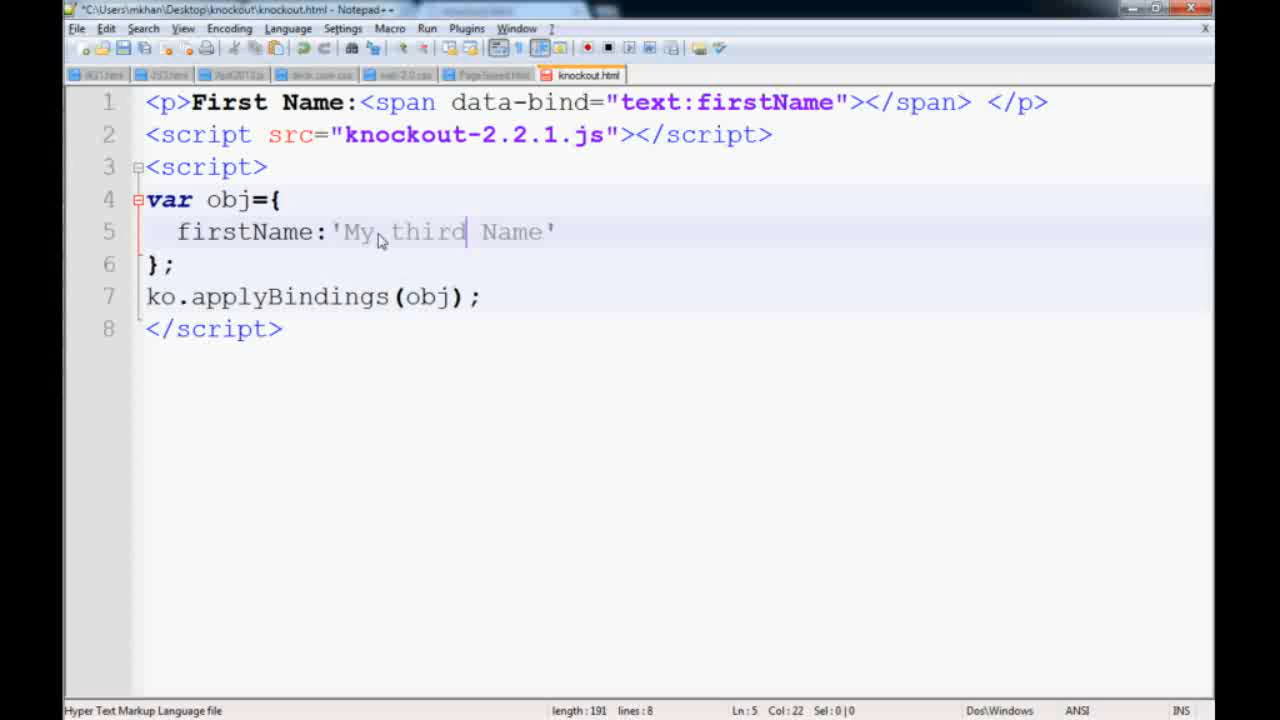 *C:\Users\mkhan\Desktop\knockout\knockout.html - Notepad++
File Edit Search View Encoding Language Settings Macro Run Plugins Window ? X
knockout.html
1 <p>First Name:<span data-bind="text:firstName"></span> </p>
2 <script src="knockout-2.2.1.js"></script>
3 <script>
4 var obj={
5 firstName:'My third Name'
6 };
7 ko.applyBindings(obj);
8 </script>
Hyper Text Markup Language file length : 191 lines : 8 Ln : 5 Col : 22 Sel : 0 | 0 Dos\Windows ANSI INS